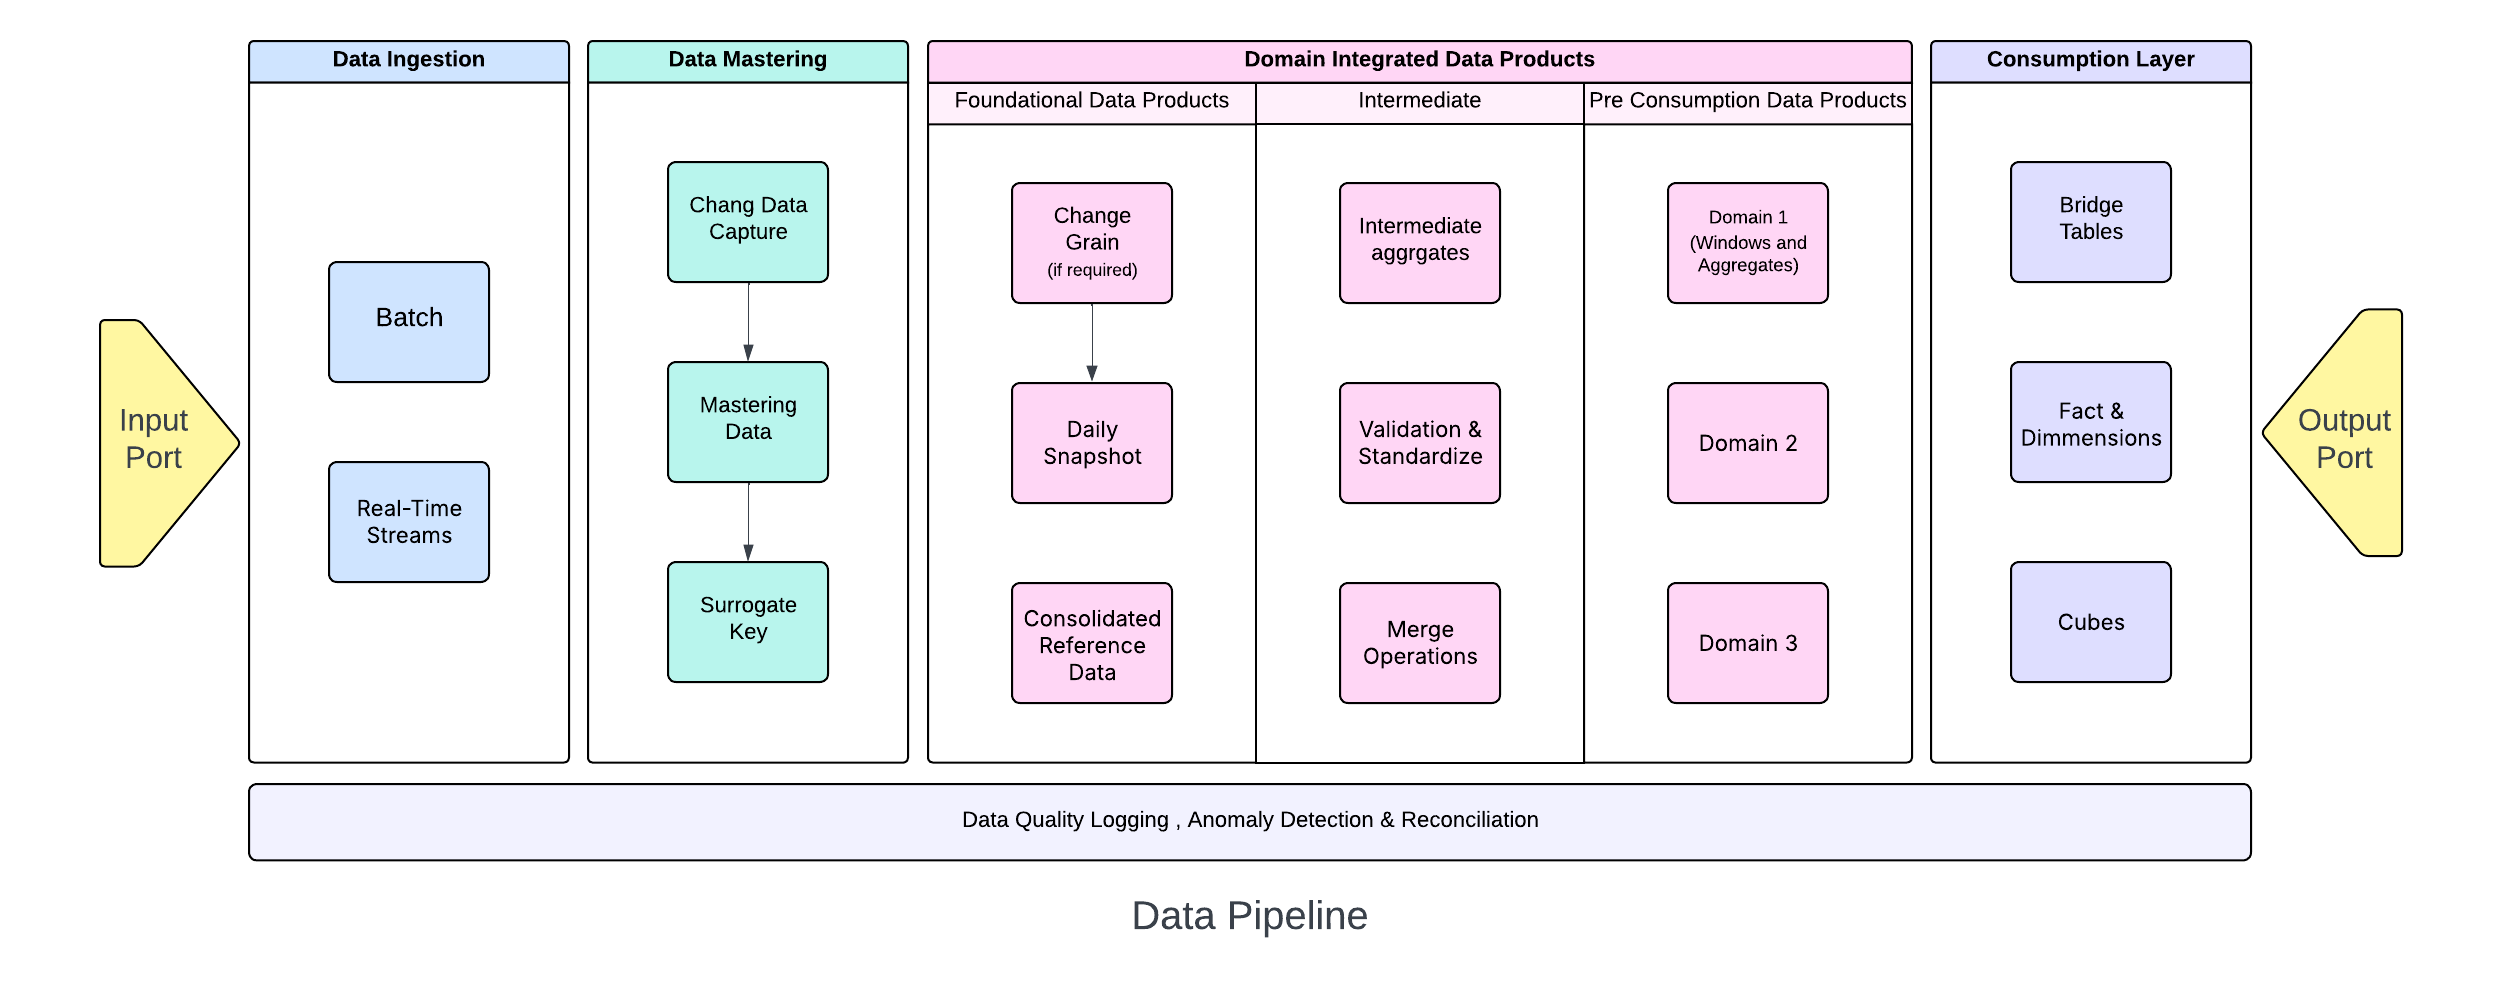 Data Ingestion
Data Mastering
Domain Integrated Data Products
Consumption Layer
Foundational Data Products
Intermediate
Pre Consumption Data Products
Input
Port
Batch
Real-Time
Streams
Chang Data
Capture
Mastering
Data
Surrogate
Key
Change
Grain
(if required)
Daily
Snapshot
Consolidated
Reference
Data
Intermediate
aggrgates
Validation &
Standardize
Merge
Operations
Domain 1
(Windows and
Aggregates)
Domain 2
Domain 3
Bridge
Tables
Fact &
Dimmensions
Cubes
Output
Port
Data Quality Logging , Anomaly Detection & Reconciliation
Data Pipeline